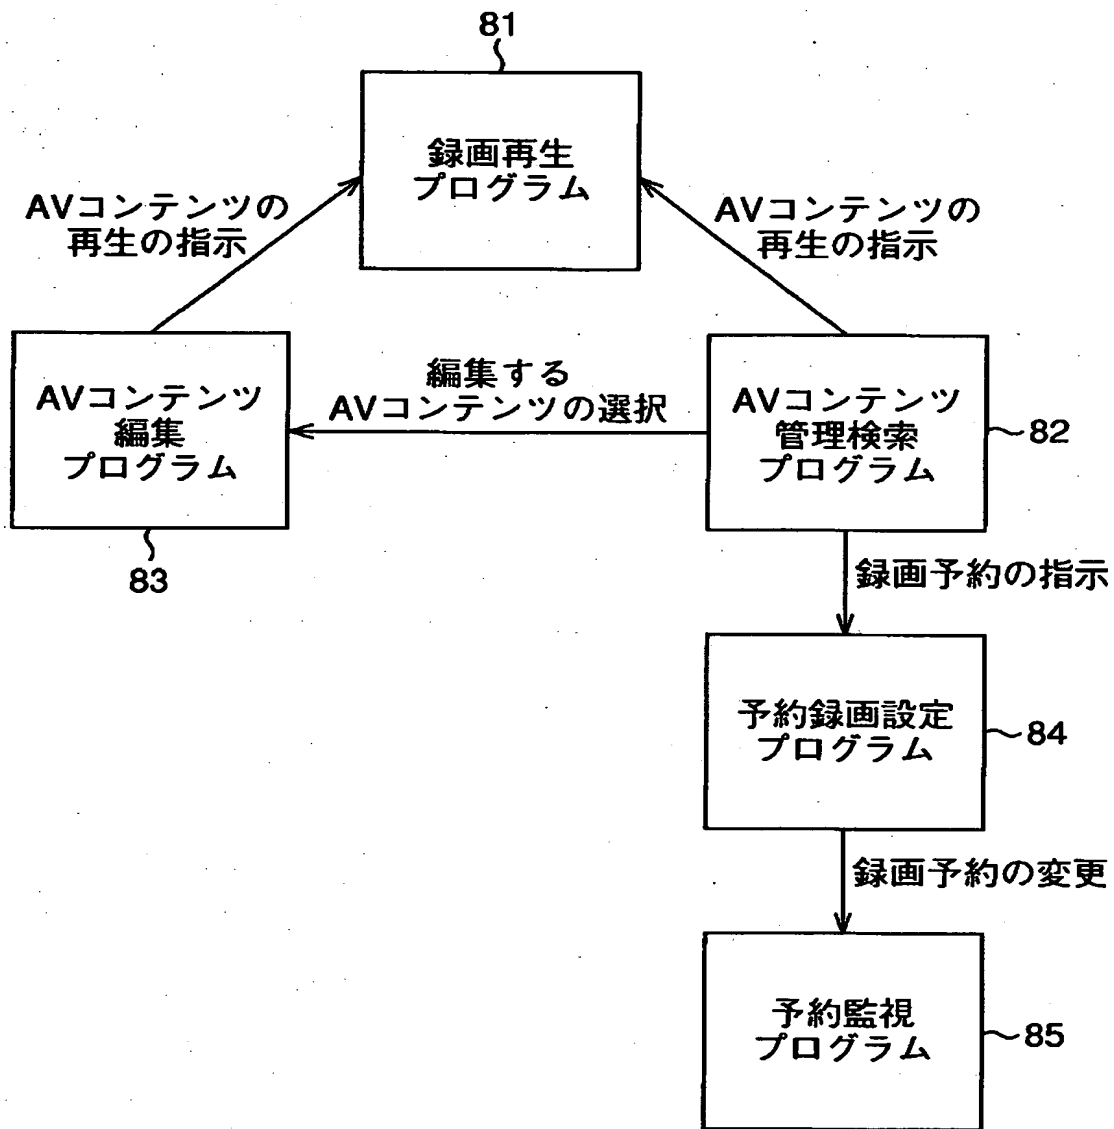 81
録画再生
プログラム
AVコンテンツの
再生の指示
AVコンテンツの
再生の指示
AVコンテンツ
編集
プログラム
83
編集する
AVコンテンツの選択
AVコンテンツ
管理検索
プログラム
82
録画予約の指示
予約録画設定
プログラム
84
録画予約の変更
予約監視
プログラム
85